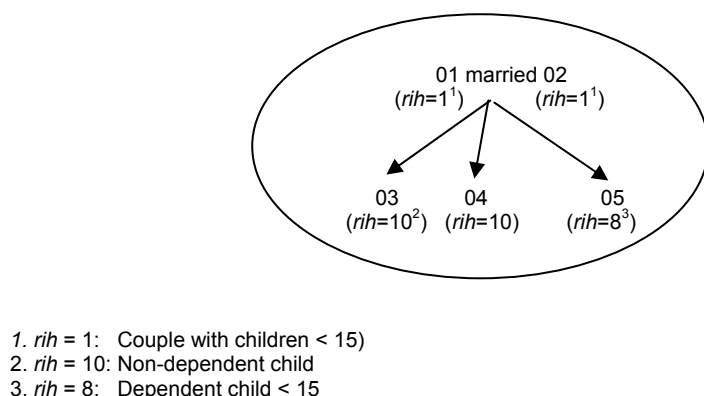 01 married 02
(rih=1¹) (rih=1¹)
03 04 05
(rih=10²) (rih=10) (rih=8³)
1. rih = 1: Couple with children < 15)
2. rih = 10: Non-dependent child
3. rih = 8: Dependent child < 15